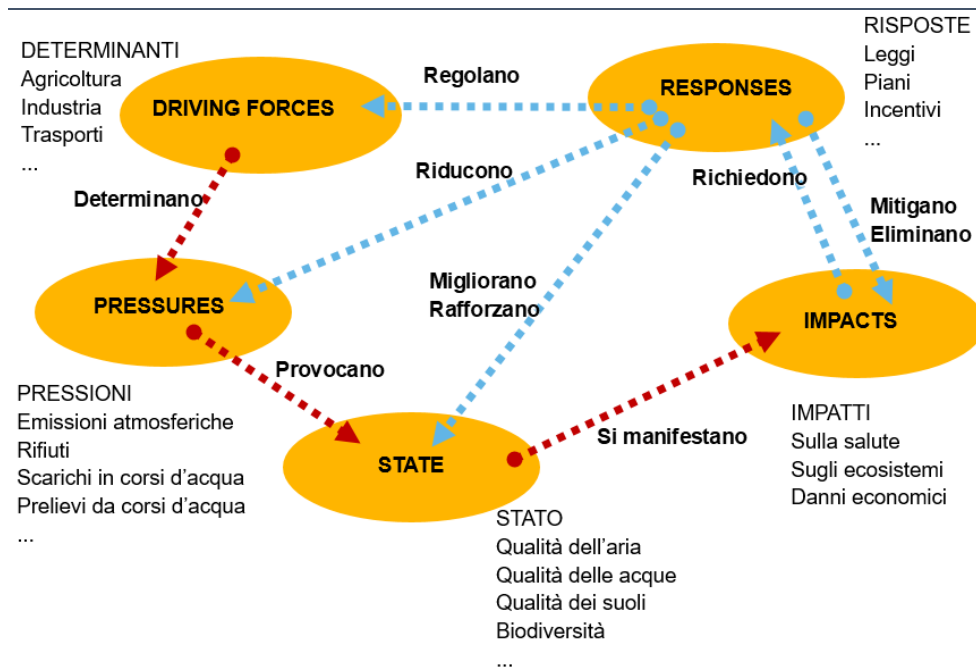 DETERMINANTI
Agricoltura
Industria
Trasporti
...
DRIVING FORCES
Regolano
RESPONSES
RISPOSTE
Leggi
Piani
Incentivi
...
Determinano
Riducono
Richiedono
Mitigano
Eliminano
PRESSURES
Migliorano
Rafforzano
IMPACTS
PRESSIONI
Emissioni atmosferiche
Rifiuti
Scarichi in corsi d’acqua
Prelievi da corsi d’acqua
...
Provocano
STATE
Si manifestano
IMPATTI
Sulla salute
Sugli ecosistemi
Danni economici
STATO
Qualità dell’aria
Qualità delle acque
Qualità dei suoli
Biodiversità
...